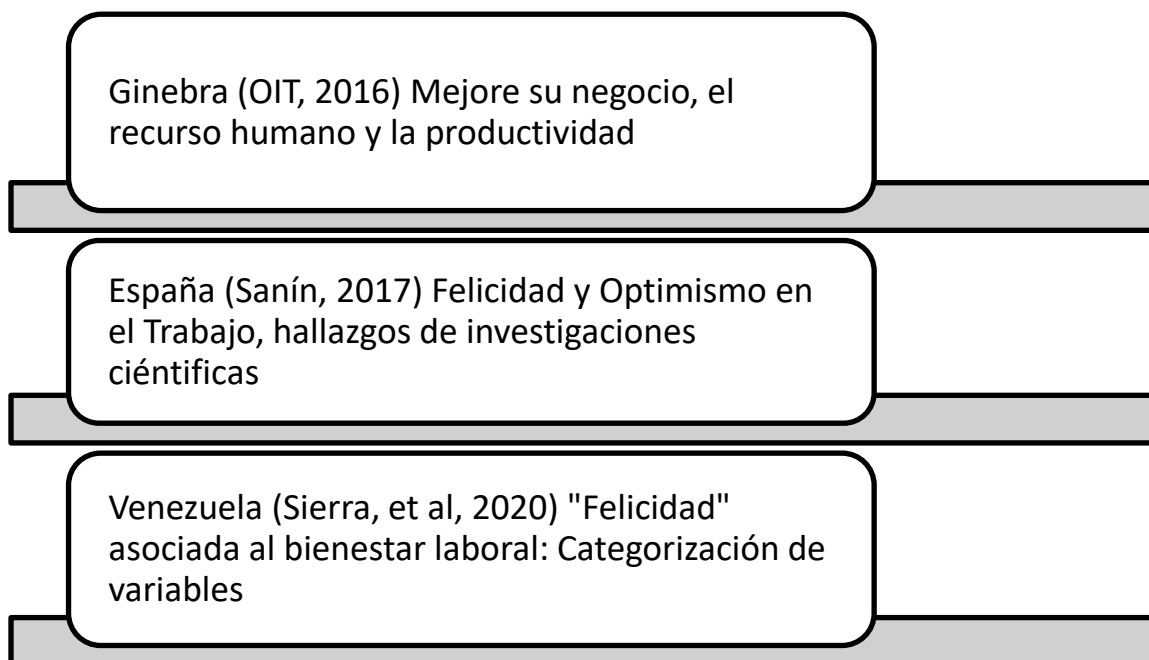 Ginebra (OIT, 2016) Mejore su negocio, el
recurso humano y la productividad
España (Sanín, 2017) Felicidad y Optimismo en
el Trabajo, hallazgos de investigaciones
ciéntificas
Venezuela (Sierra, et al, 2020) "Felicidad"
asociada al bienestar laboral: Categorización de
variables